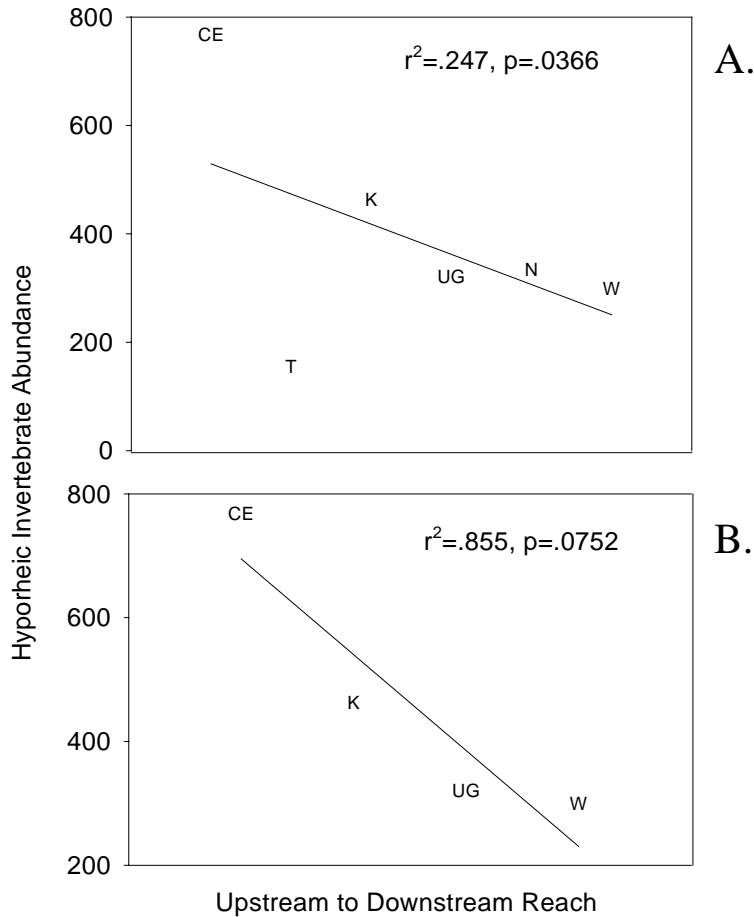 800
600
400
200
0
CE
K
UG
N
W
T
r²=.247, p=.0366
A.
Hyporheic Invertebrate Abundance
800
600
400
200
CE
K
UG
W
r²=.855, p=.0752
B.
Upstream to Downstream Reach